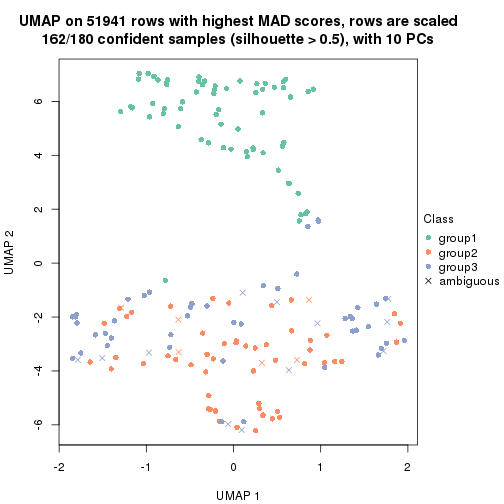 UMAP on 51941 rows with highest MAD scores, rows are scaled
162/180 confident samples (silhouette > 0.5), with 10 PCs
6
4
2
0
-2
-4
-6
UMAP 2
-2
-1
0
1
2
UMAP 1
Class
group1
group2
group3
ambiguous